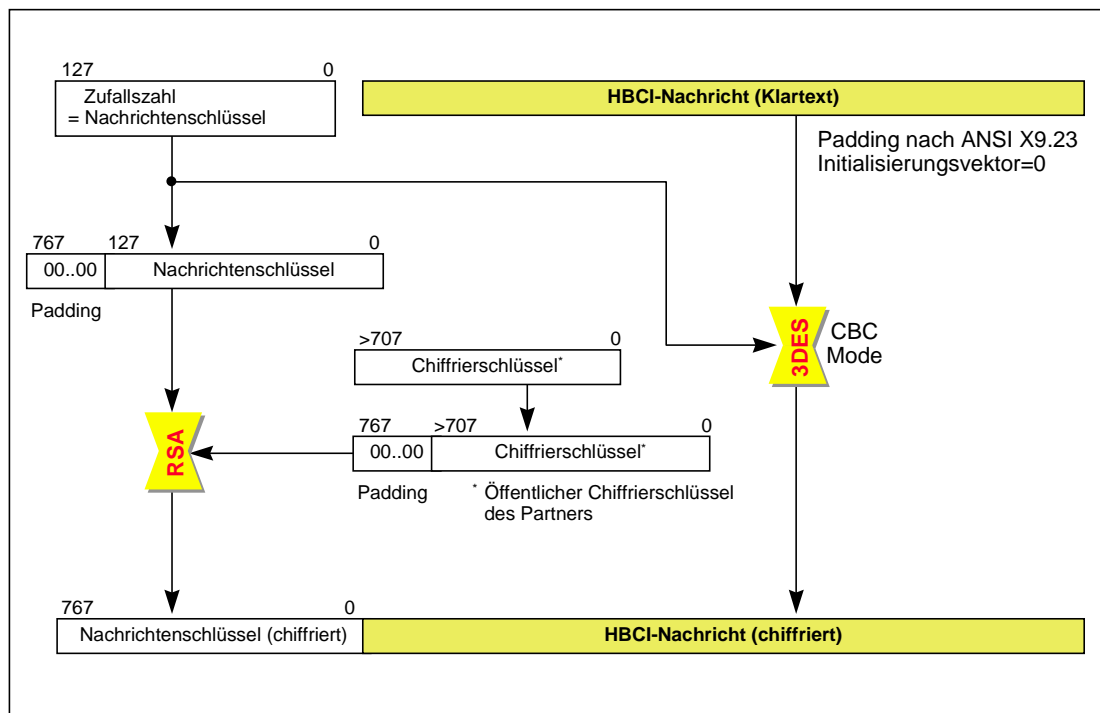 127 0
Zufallszahl
= Nachrichtenschlüssel
HBCI-Nachricht (Klartext)
Padding nach ANSI X9.23
Initialisierungsvektor=0
767 127 0
00..00 Nachrichtenschlüssel
Padding
>707 0
Chiffrierschlüssel*
3DES
CBC
Mode
RSA
767 >707 0
00..00 Chiffrierschlüssel*
Padding
* Öffentlicher Chiffrierschlüssel
des Partners
767 0
Nachrichtenschlüssel (chiffriert)
HBCI-Nachricht (chiffriert)